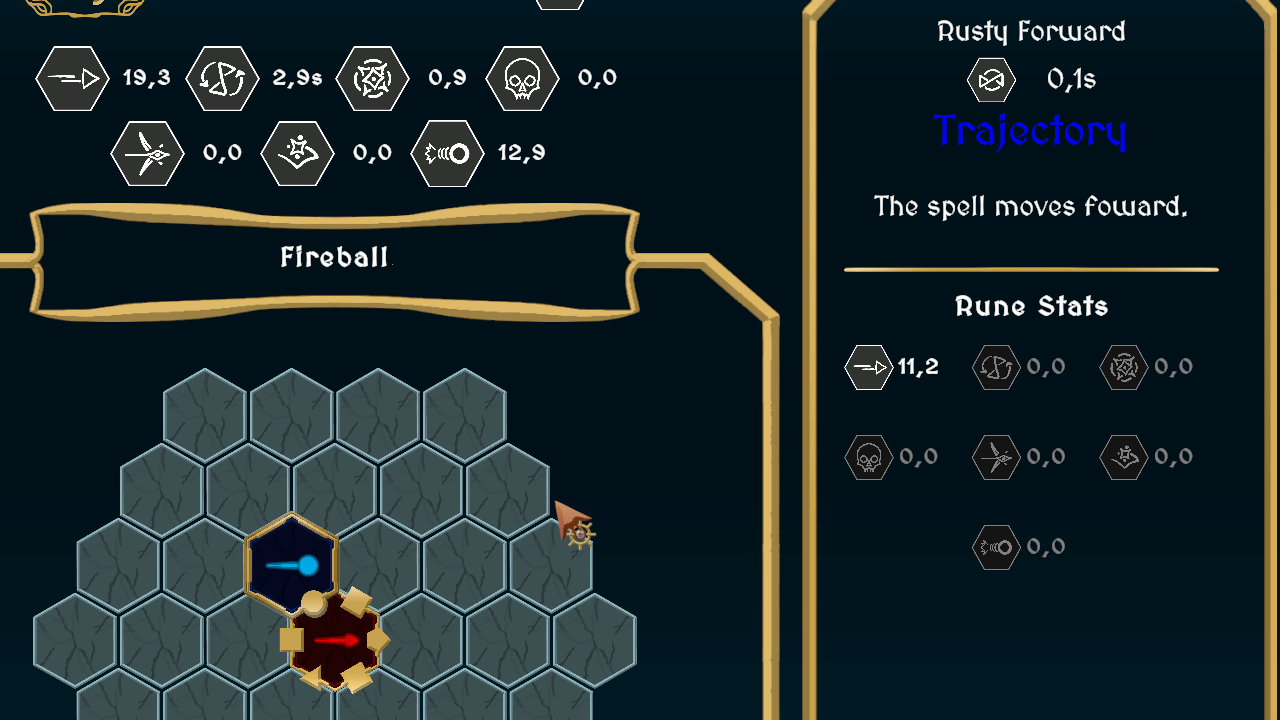 19,3 2,9s 0,9 0,0
0,0 0,0 12,9
Fireball
Rusty Forward
0,1s
Trajectory
The spell moves foward.
Rune Stats
11,2 0,0 0,0
0,0 0,0 0,0
0,0